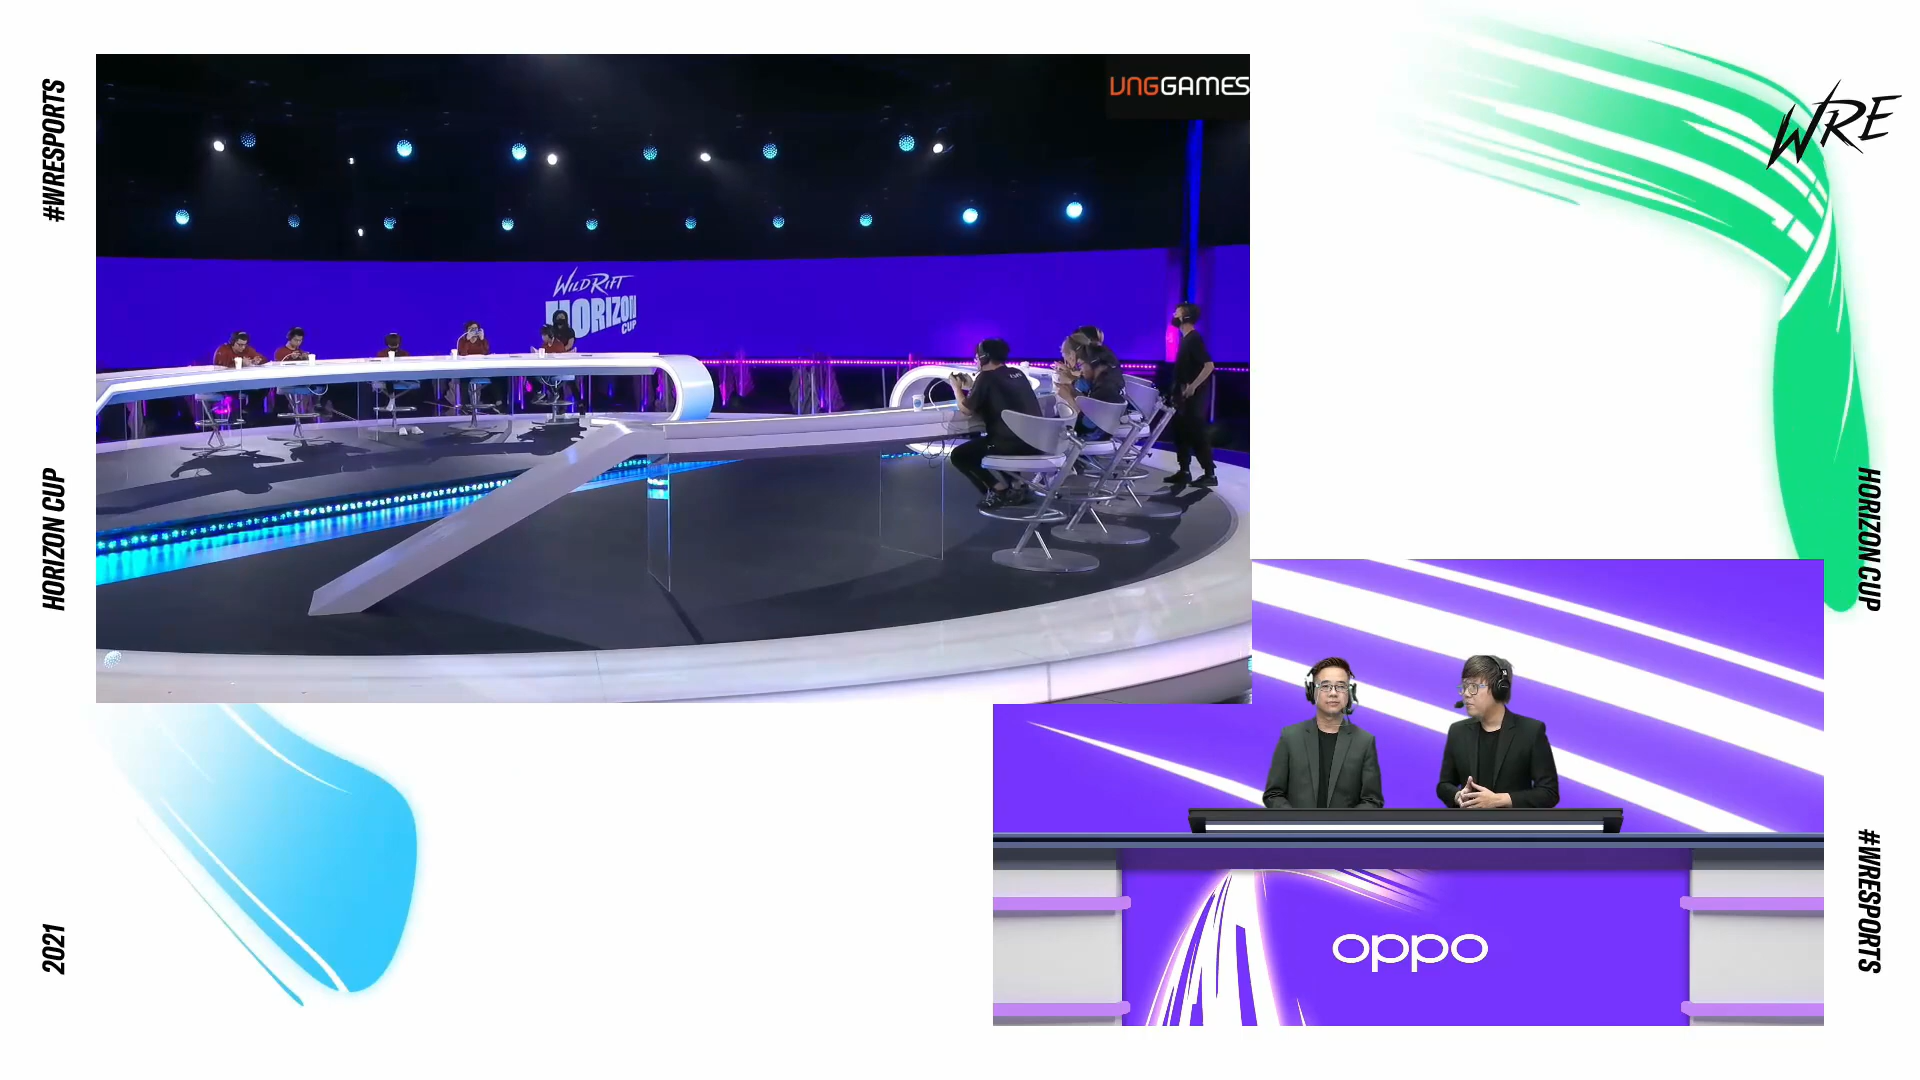 #WRESPORTS
HORIZON CUP
2021
VNGGAMES
WILD RIFT
HORIZON
CUP
WRE
HORIZON CUP
#WRESPORTS
oppo